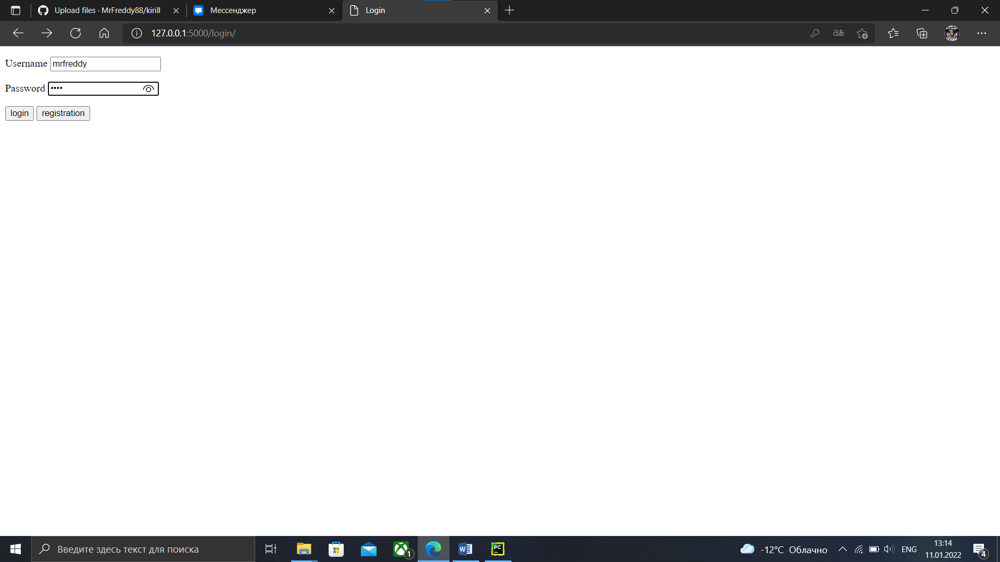 Upload files · MrFreddy88/kirill
Мессенджер
Login
127.0.0.1:5000/login/
Username mrfreddy
Password ••••
login registration
Введите здесь текст для поиска
1
W
PC
-12°C Облачно
ENG
13:14
11.01.2022
4